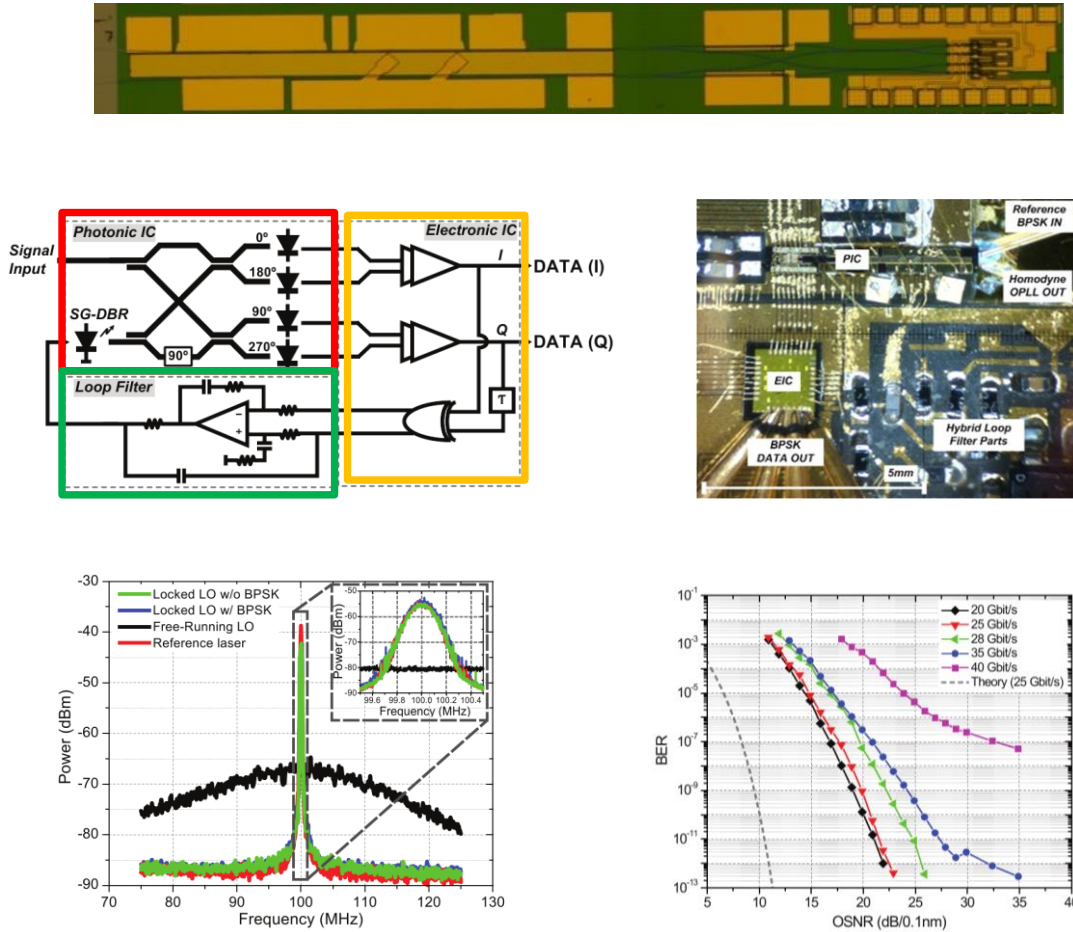 Photonic IC
Electronic IC
Signal
Input
0°
180°
90°
270°
SG-DBR
90°
I
Q
DATA (I)
DATA (Q)
τ
Loop Filter
−
+
Reference
BPSK IN
PIC
Homodyne
OPLL OUT
EIC
Hybrid Loop
Filter Parts
BPSK
DATA OUT
5mm
-30
-40
-50
-60
-70
-80
-90
Power (dBm)
70 80 90 100 110 120 130
Frequency (MHz)
Locked LO w/o BPSK
Locked LO w/ BPSK
Free-Running LO
Reference laser
-50
-60
-70
-80
-90
Power (dBm)
99.6 99.8 100.0 100.2 100.4
Frequency (MHz)
10^-1
10^-3
10^-5
10^-7
10^-9
10^-11
10^-13
BER
5 10 15 20 25 30 35 40
OSNR (dB/0.1nm)
20 Gbit/s
25 Gbit/s
28 Gbit/s
35 Gbit/s
40 Gbit/s
Theory (25 Gbit/s)